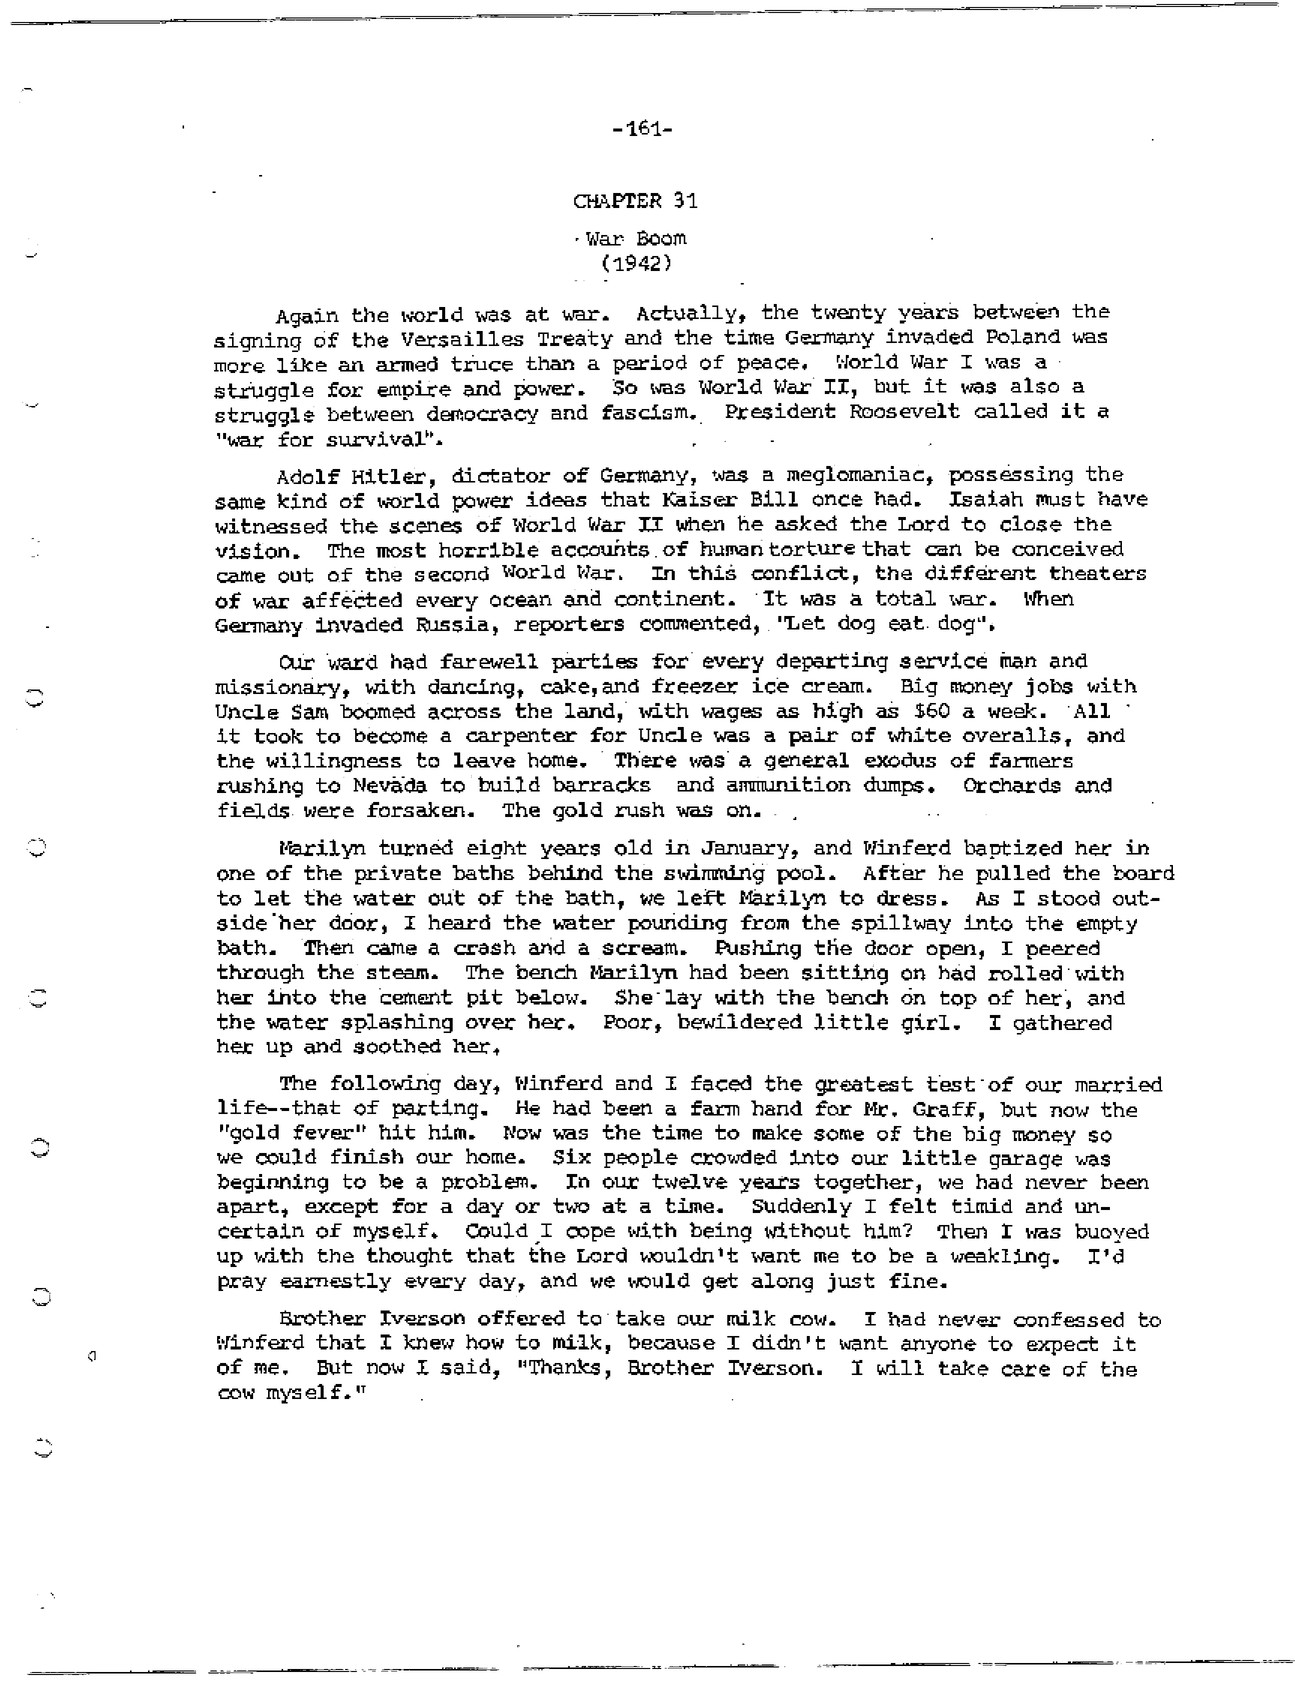 -161-
CHAPTER 31
War Boom
(1942)
Again the world was at war. Actually, the twenty years between the
signing of the Versailles Treaty and the time Germany invaded Poland was
more like an armed truce than a period of peace. World War I was a
struggle for empire and power. So was World War II, but it was also a
struggle between democracy and fascism. President Roosevelt called it a
"war for survival".
Adolf Hitler, dictator of Germany, was a meglomaniac, possessing the
same kind of world power ideas that Kaiser Bill once had. Isaiah must have
witnessed the scenes of World War II when he asked the Lord to close the
vision. The most horrible accounts of human torture that can be conceived
came out of the second World War. In this conflict, the different theaters
of war affected every ocean and continent. It was a total war. When
Germany invaded Russia, reporters commented, "Let dog eat dog".
Our ward had farewell parties for every departing service man and
missionary, with dancing, cake, and freezer ice cream. Big money jobs with
Uncle Sam boomed across the land, with wages as high as $60 a week. All
it took to become a carpenter for Uncle was a pair of white overalls, and
the willingness to leave home. There was a general exodus of farmers
rushing to Nevada to build barracks and ammunition dumps. Orchards and
fields were forsaken. The gold rush was on.
Marilyn turned eight years old in January, and Winferd baptized her in
one of the private baths behind the swimming pool. After he pulled the board
to let the water out of the bath, we left Marilyn to dress. As I stood out-
side her door, I heard the water pounding from the spillway into the empty
bath. Then came a crash and a scream. Pushing the door open, I peered
through the steam. The bench Marilyn had been sitting on had rolled with
her into the cement pit below. She lay with the bench on top of her, and
the water splashing over her. Poor, bewildered little girl. I gathered
her up and soothed her.
The following day, Winferd and I faced the greatest test of our married
life--that of parting. He had been a farm hand for Mr. Graff, but now the
"gold fever" hit him. Now was the time to make some of the big money so
we could finish our home. Six people crowded into our little garage was
beginning to be a problem. In our twelve years together, we had never been
apart, except for a day or two at a time. Suddenly I felt timid and un-
certain of myself. Could I cope with being without him? Then I was buoyed
up with the thought that the Lord wouldn't want me to be a weakling. I'd
pray earnestly every day, and we would get along just fine.
Brother Iverson offered to take our milk cow. I had never confessed to
Winferd that I knew how to milk, because I didn't want anyone to expect it
of me. But now I said, "Thanks, Brother Iverson. I will take care of the
cow myself."